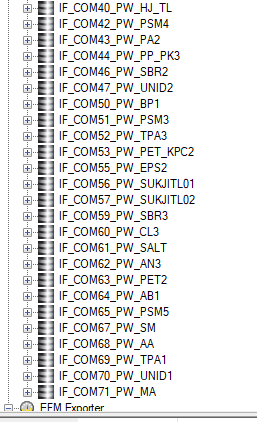 IF_COM40_PW_HJ_TL
IF_COM42_PW_PSM4
IF_COM43_PW_PA2
IF_COM44_PW_PP_PK3
IF_COM46_PW_SBR2
IF_COM47_PW_UNID2
IF_COM50_PW_BP1
IF_COM51_PW_PSM3
IF_COM52_PW_TPA3
IF_COM53_PW_PET_KPC2
IF_COM55_PW_EPS2
IF_COM56_PW_SUKJITL01
IF_COM57_PW_SUKJITL02
IF_COM59_PW_SBR3
IF_COM60_PW_CL3
IF_COM61_PW_SALT
IF_COM62_PW_AN3
IF_COM63_PW_PET2
IF_COM64_PW_AB1
IF_COM65_PW_PSM5
IF_COM67_PW_SM
IF_COM68_PW_AA
IF_COM69_PW_TPA1
IF_COM70_PW_UNID1
IF_COM71_PW_MA
Exporter